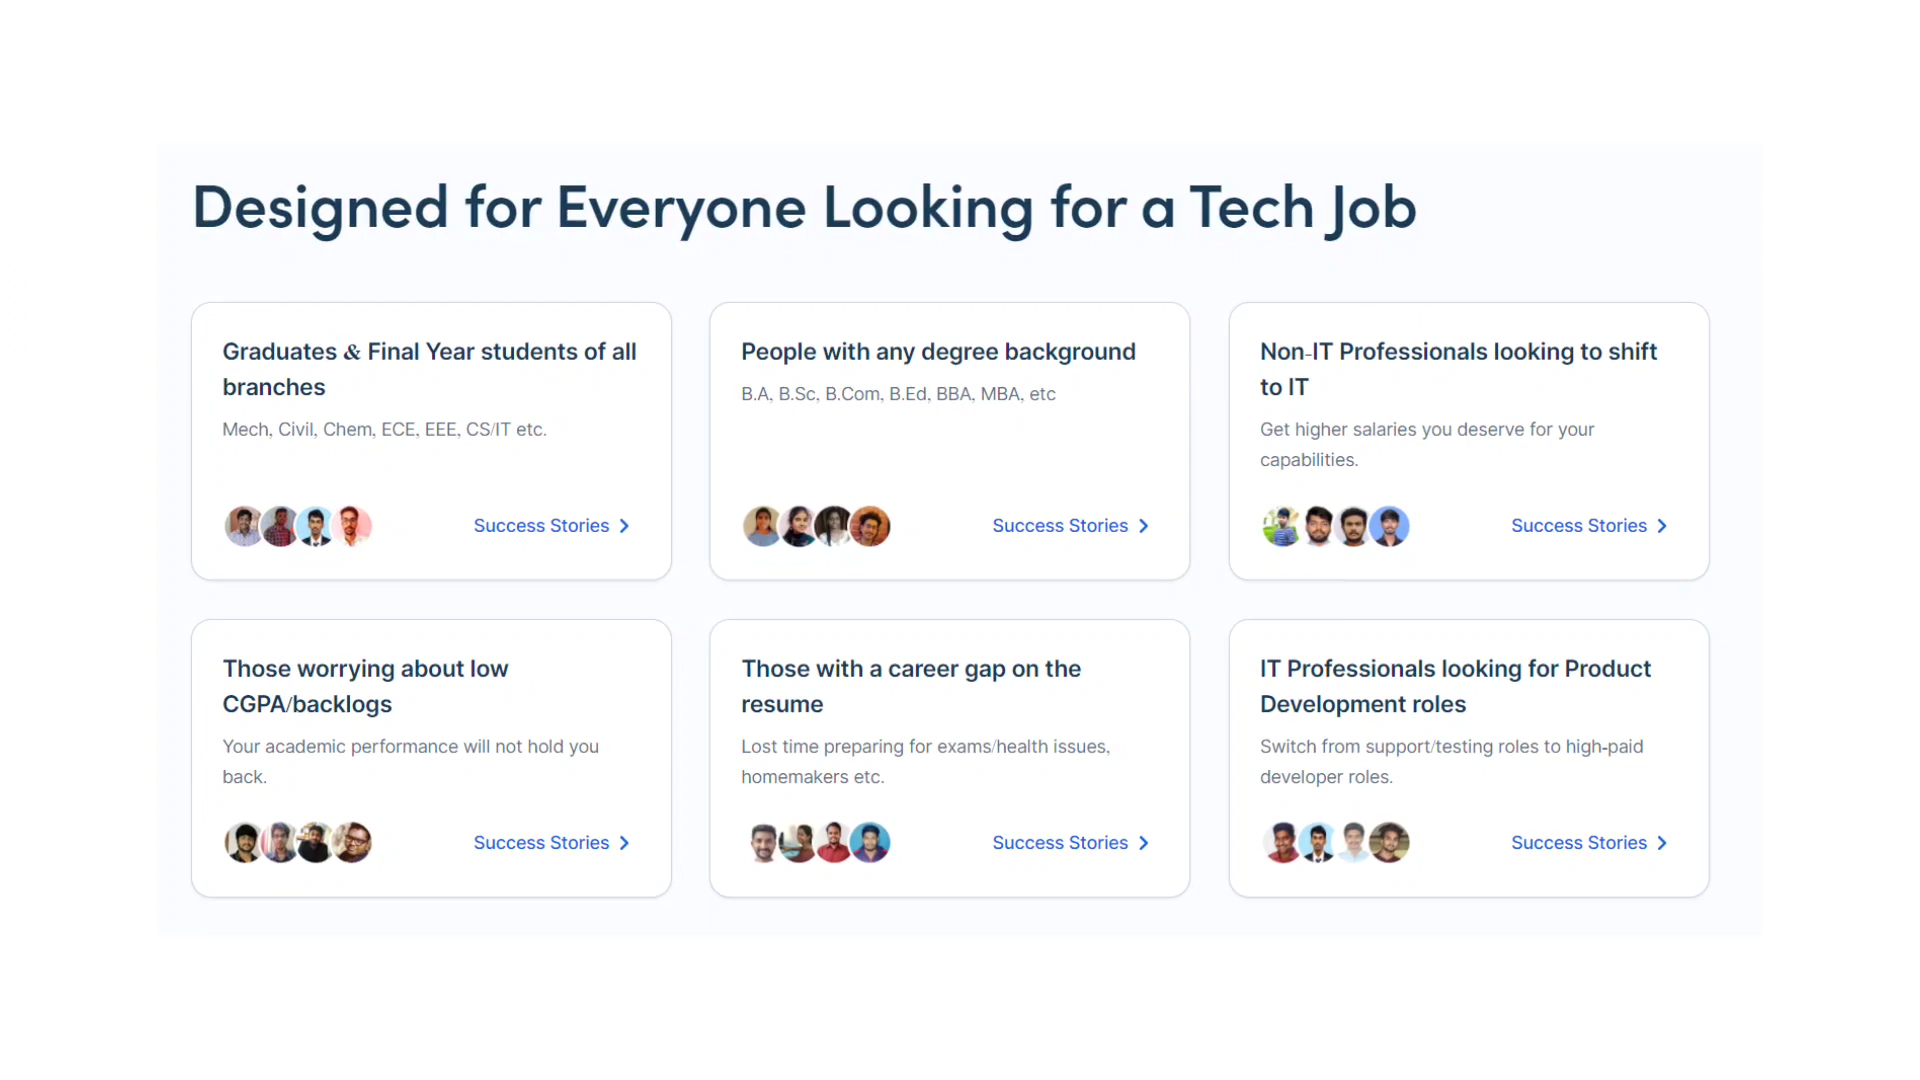 Designed for Everyone Looking for a Tech Job
Graduates & Final Year students of all
branches
Mech, Civil, Chem, ECE, EEE, CS/IT etc.
Success Stories
People with any degree background
B.A, B.Sc, B.Com, B.Ed, BBA, MBA, etc
Success Stories
Non-IT Professionals looking to shift
to IT
Get higher salaries you deserve for your
capabilities.
Success Stories
Those worrying about low
CGPA/backlogs
Your academic performance will not hold you
back.
Success Stories
Those with a career gap on the
resume
Lost time preparing for exams/health issues,
homemakers etc.
Success Stories
IT Professionals looking for Product
Development roles
Switch from support/testing roles to high-paid
developer roles.
Success Stories